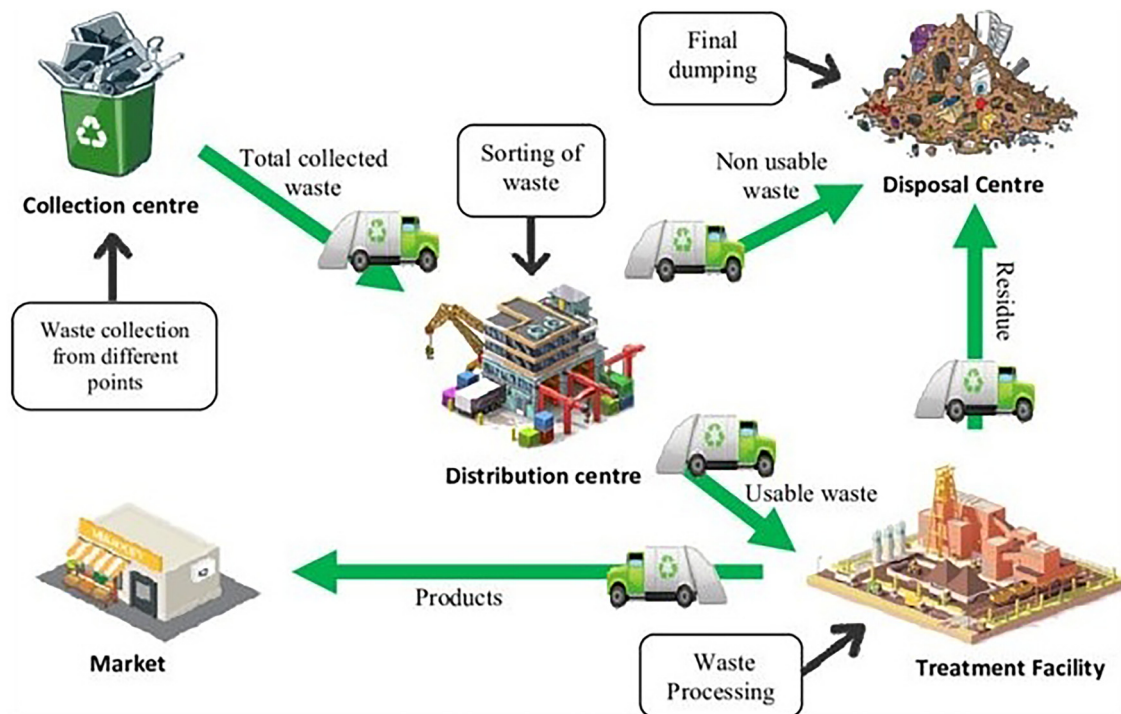 Final
dumping
Total collected
waste
Sorting of
waste
Non usable
waste
Disposal Centre
Collection centre
Residue
Waste collection
from different
points
Distribution centre
Usable waste
MARKET
Products
Market
Waste
Processing
Treatment Facility